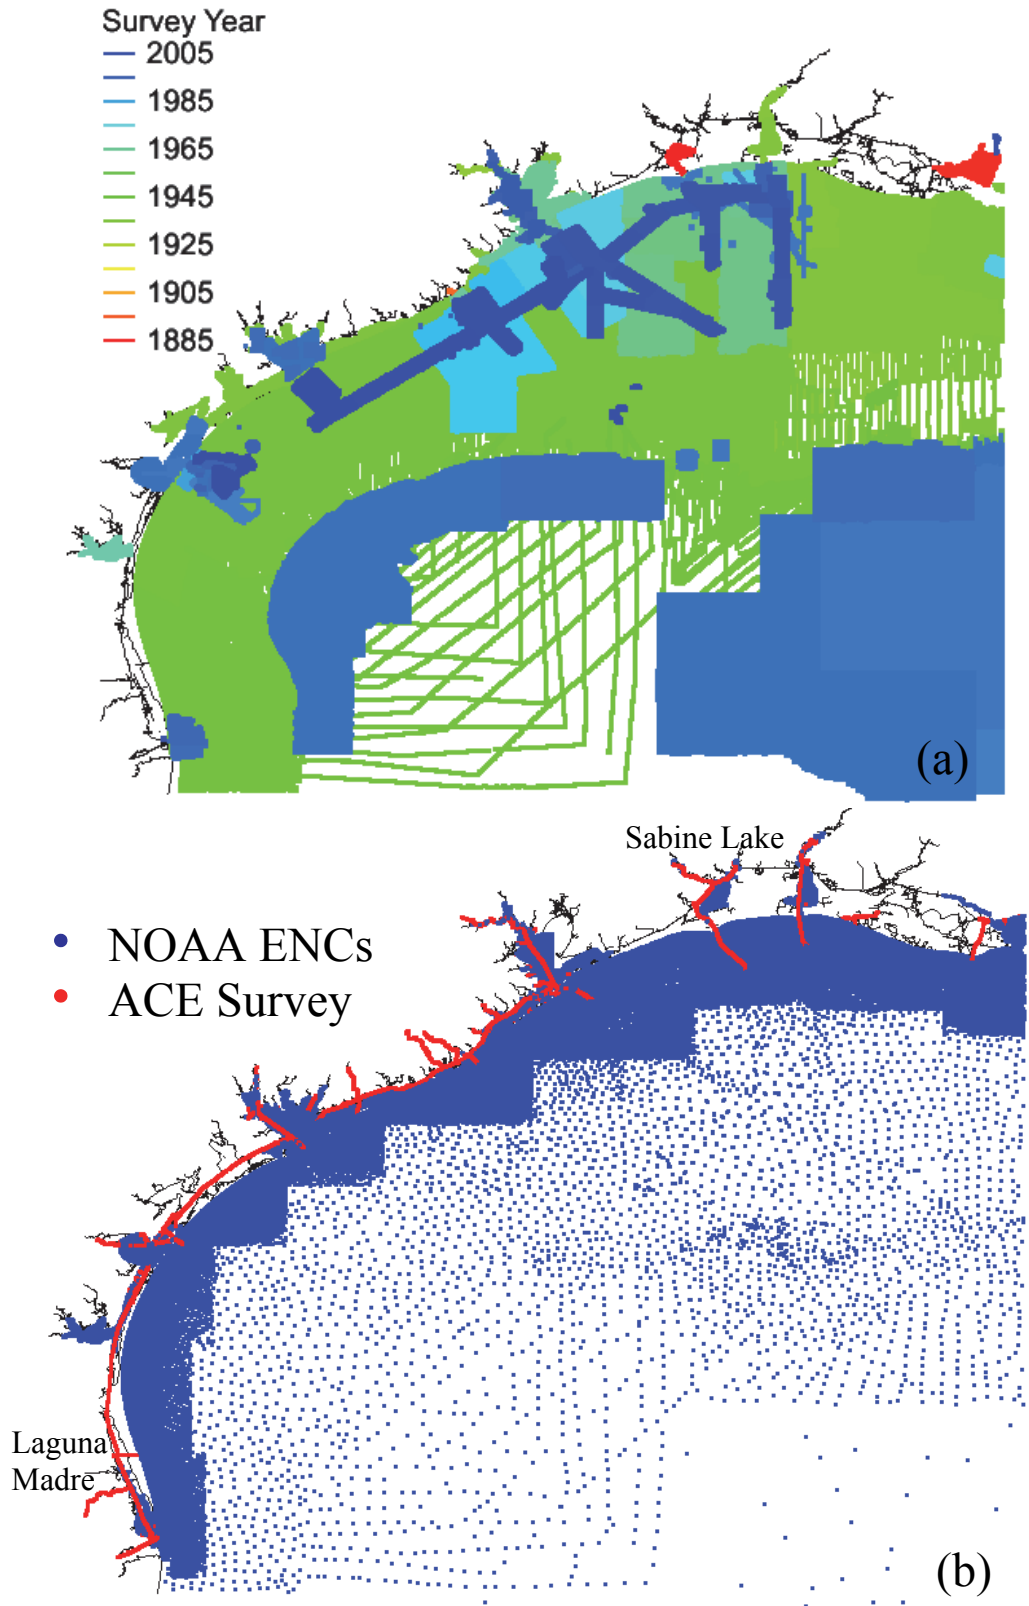 Survey Year
2005
1985
1965
1945
1925
1905
1885
(a)
Sabine Lake
NOAA ENCs
ACE Survey
Laguna
Madre
(b)